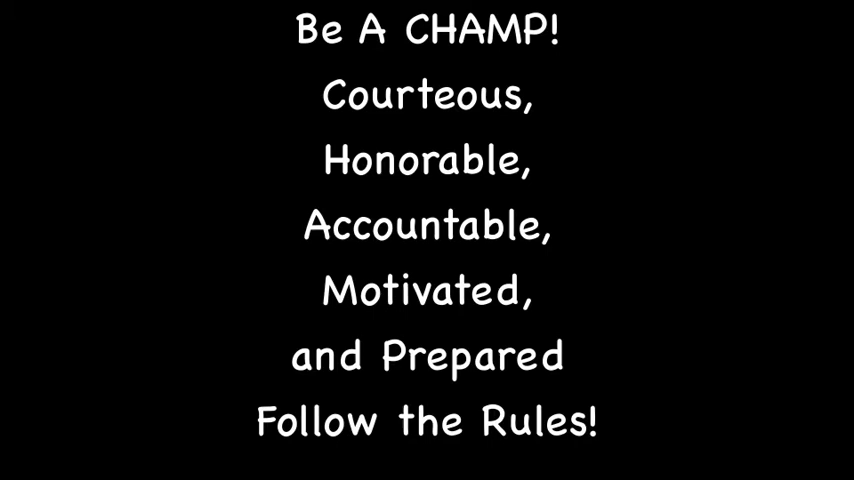 Be A CHAMP!
Courteous,
Honorable,
Accountable,
Motivated,
and Prepared
Follow the Rules!